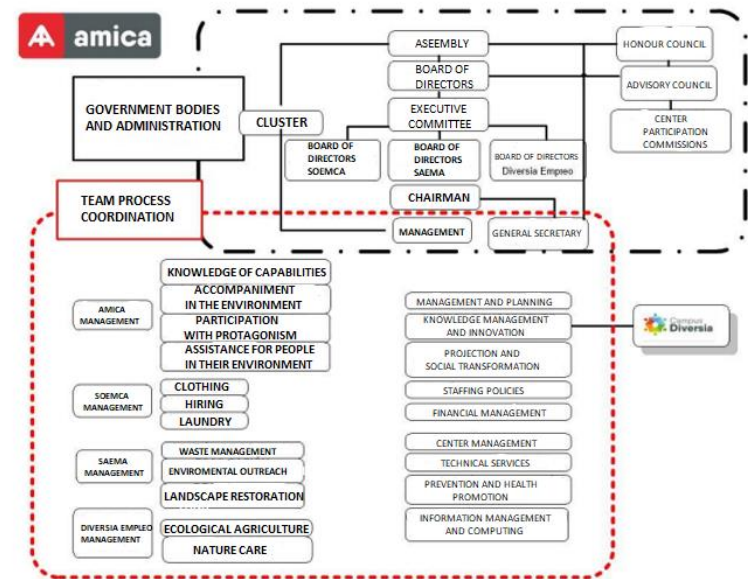 amica
ASEEMBLY
HONOUR COUNCIL
BOARD OF
DIRECTORS
ADVISORY COUNCIL
GOVERNMENT BODIES
AND ADMINISTRATION
CLUSTER
EXECUTIVE
COMMITTEE
CENTER
PARTICIPATION
COMMISSIONS
BOARD OF
DIRECTORS
SOEMCA
BOARD OF
DIRECTORS
SAEMA
BOARD OF DIRECTORS
Diversia Empleo
TEAM PROCESS
COORDINATION
CHAIRMAN
MANAGEMENT
GENERAL SECRETARY
AMICA
MANAGEMENT
KNOWLEDGE OF CAPABILITIES
ACCOMPANIMENT
IN THE ENVIRONMENT
PARTICIPATION
WITH PROTAGONISM
ASSISTANCE FOR PEOPLE
IN THEIR ENVIRONMENT
SOEMCA
MANAGEMENT
CLOTHING
HIRING
LAUNDRY
SAEMA
MANAGEMENT
WASTE MANAGEMENT
ENVIROMENTAL OUTREACH
LANDSCAPE RESTORATION
DIVERSIA EMPLEO
MANAGEMENT
ECOLOGICAL AGRICULTURE
NATURE CARE
MANAGEMENT AND PLANNING
KNOWLEDGE MANAGEMENT
AND INNOVATION
Campus
Diversia
PROJECTION AND
SOCIAL TRANSFORMATION
STAFFING POLICIES
FINANCIAL MANAGEMENT
CENTER MANAGEMENT
TECHNICAL SERVICES
PREVENTION AND HEALTH
PROMOTION
INFORMATION MANAGEMENT
AND COMPUTING